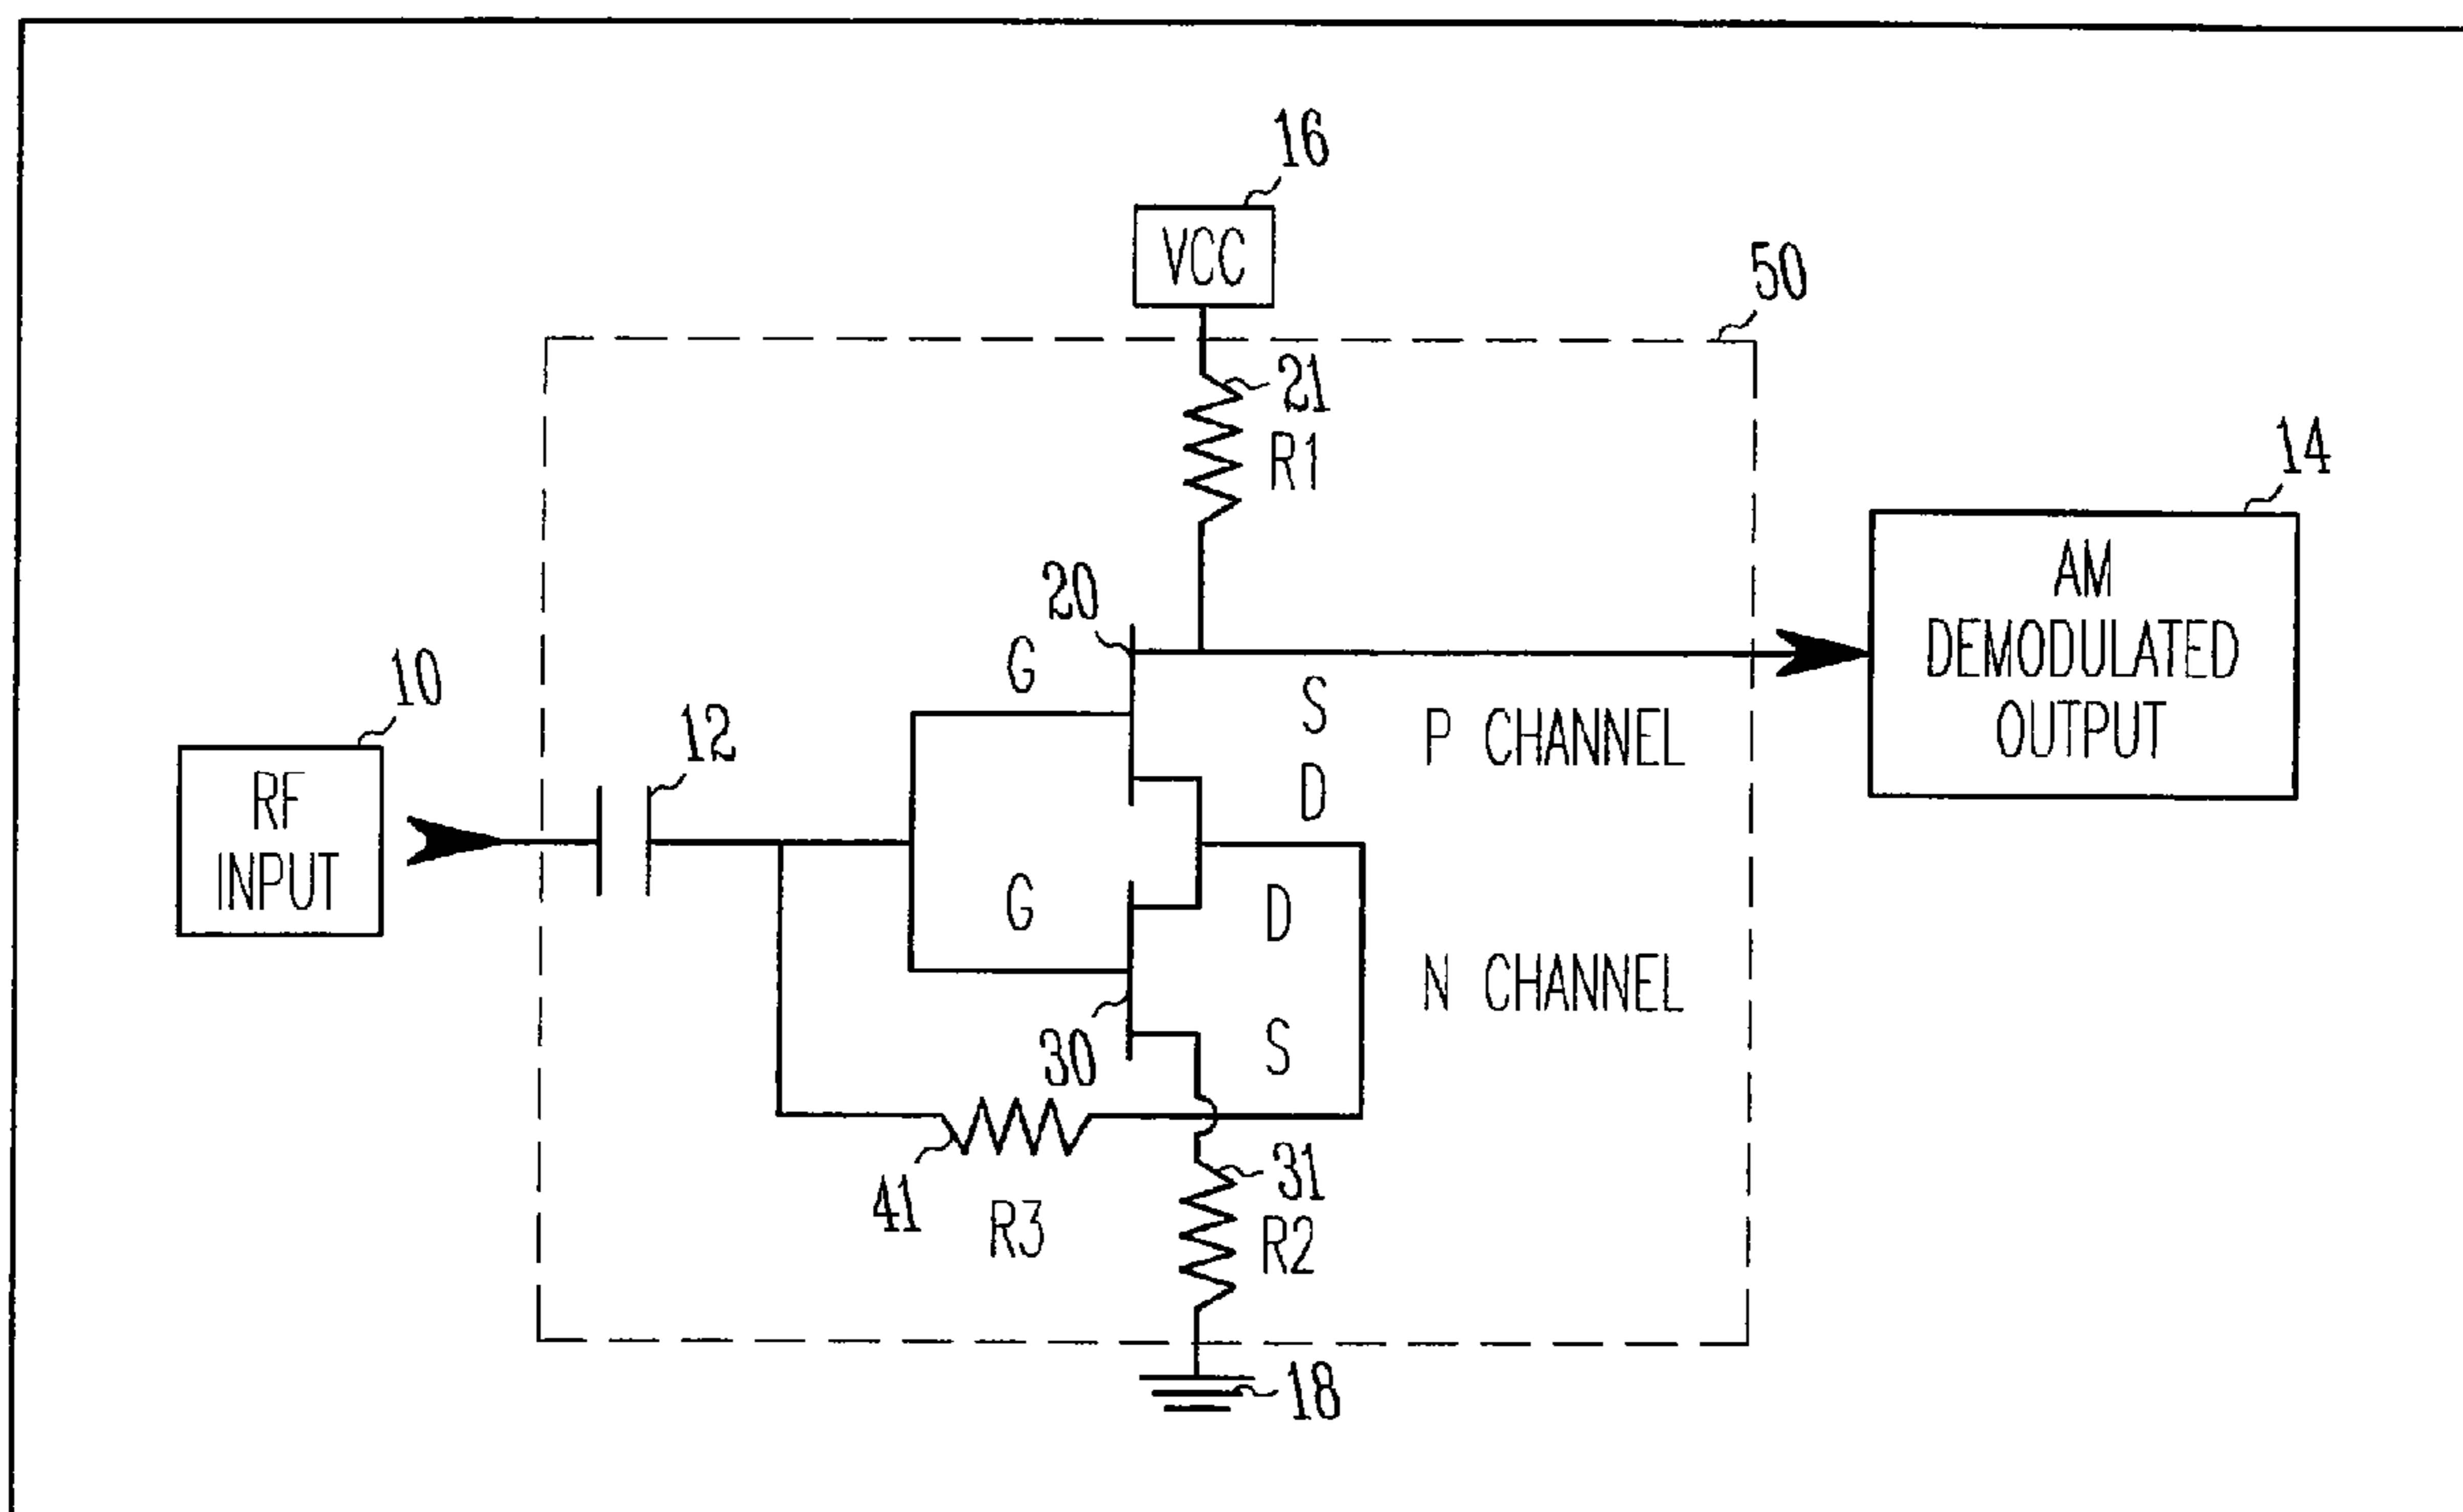 16
VCC
50
21
R1
14
AM
DEMODULATED
OUTPUT
20
G
S
P CHANNEL
D
10
RF
INPUT
12
G
D
N CHANNEL
30
S
41
R3
31
R2
18